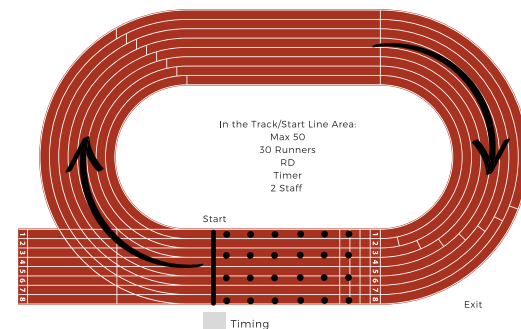 In the Track/Start Line Area:
Max 50
30 Runners
RD
Timer
2 Staff
Start
1 2 3 4 5 6 7 8
1 2 3 4 5 6 7 8
Exit
Timing